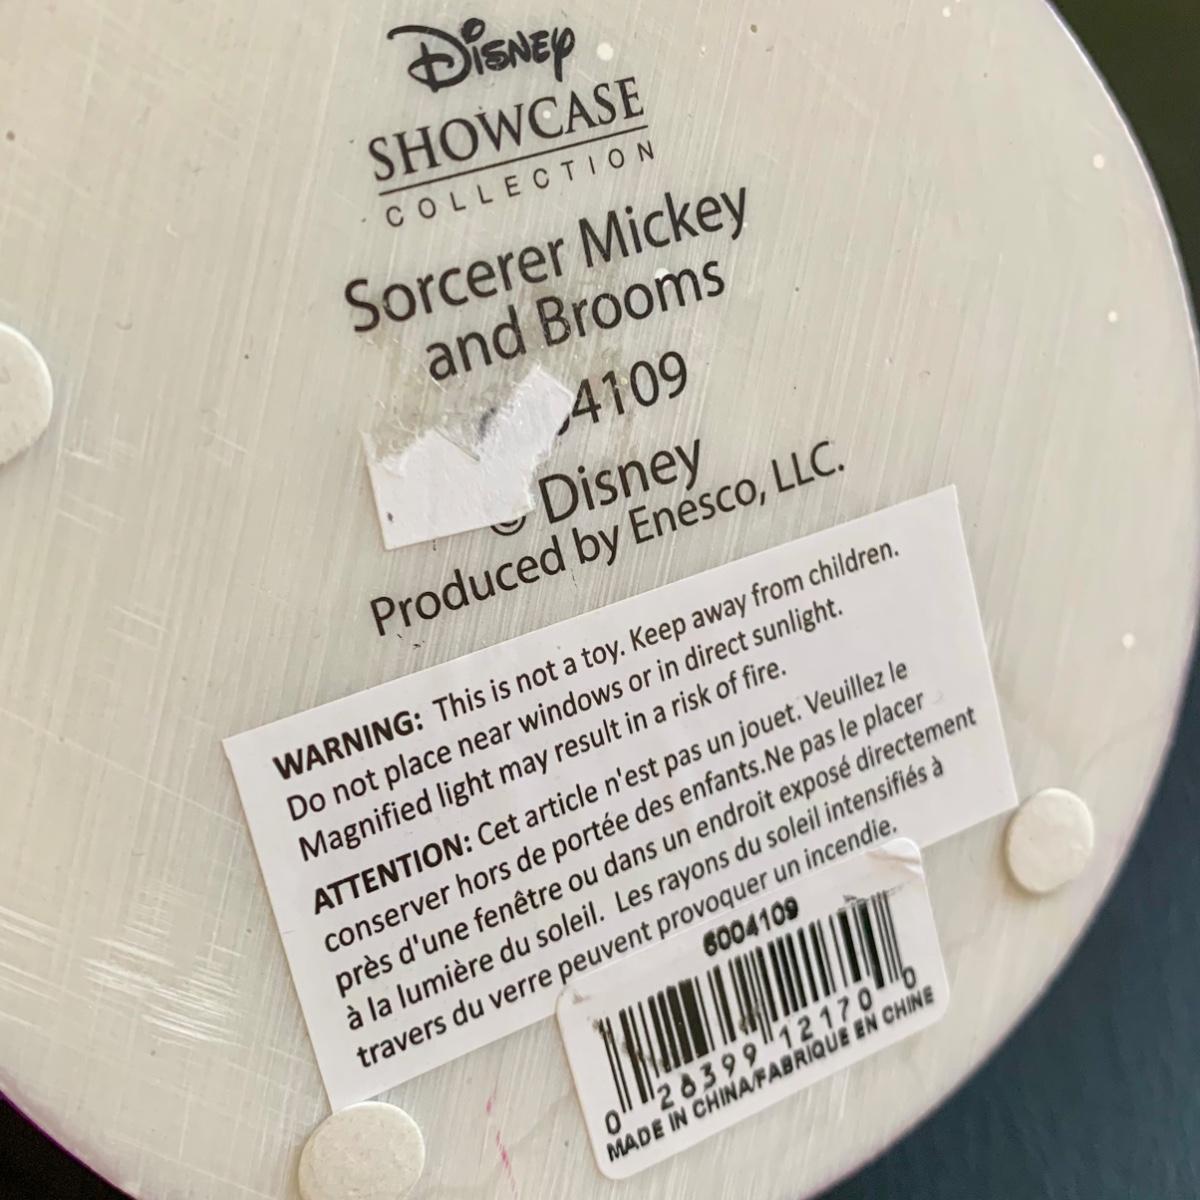 Disney
SHOWCASE
COLLECTION
Sorcerer Mickey
and Brooms
4109
© Disney
Produced by Enesco, LLC.
WARNING: This is not a toy. Keep away from children.
Do not place near windows or in direct sunlight.
Magnified light may result in a risk of fire.
ATTENTION: Cet article n'est pas un jouet. Veuillez le
conserver hors de portée des enfants.Ne pas le placer
près d'une fenêtre ou dans un endroit exposé directement
à la lumière du soleil. Les rayons du soleil intensifiés à
travers du verre peuvent provoquer un incendie.
6004109
0 28399 12170 0
MADE IN CHINA/FABRIQUE EN CHINE